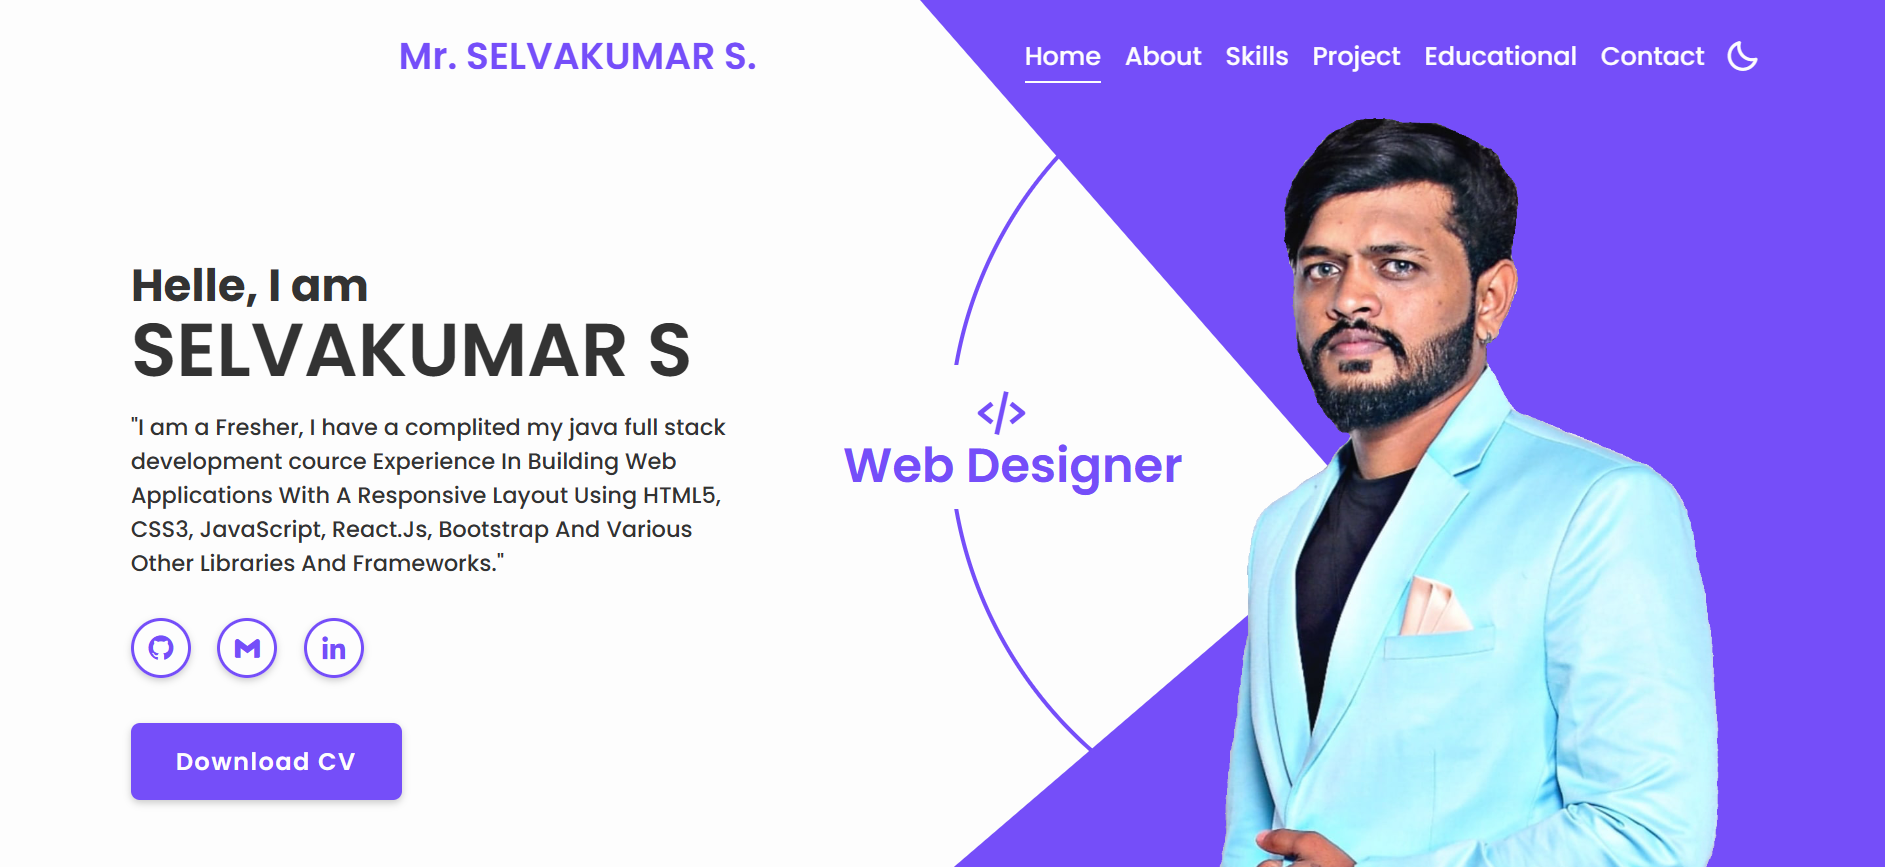 Mr. SELVAKUMAR S.
Home About Skills Project Educational Contact
Helle, I am
SELVAKUMAR S
"I am a Fresher, I have a complited my java full stack
development cource Experience In Building Web
Applications With A Responsive Layout Using HTML5,
CSS3, JavaScript, React.Js, Bootstrap And Various
Other Libraries And Frameworks."
</>
Web Designer
in
Download CV